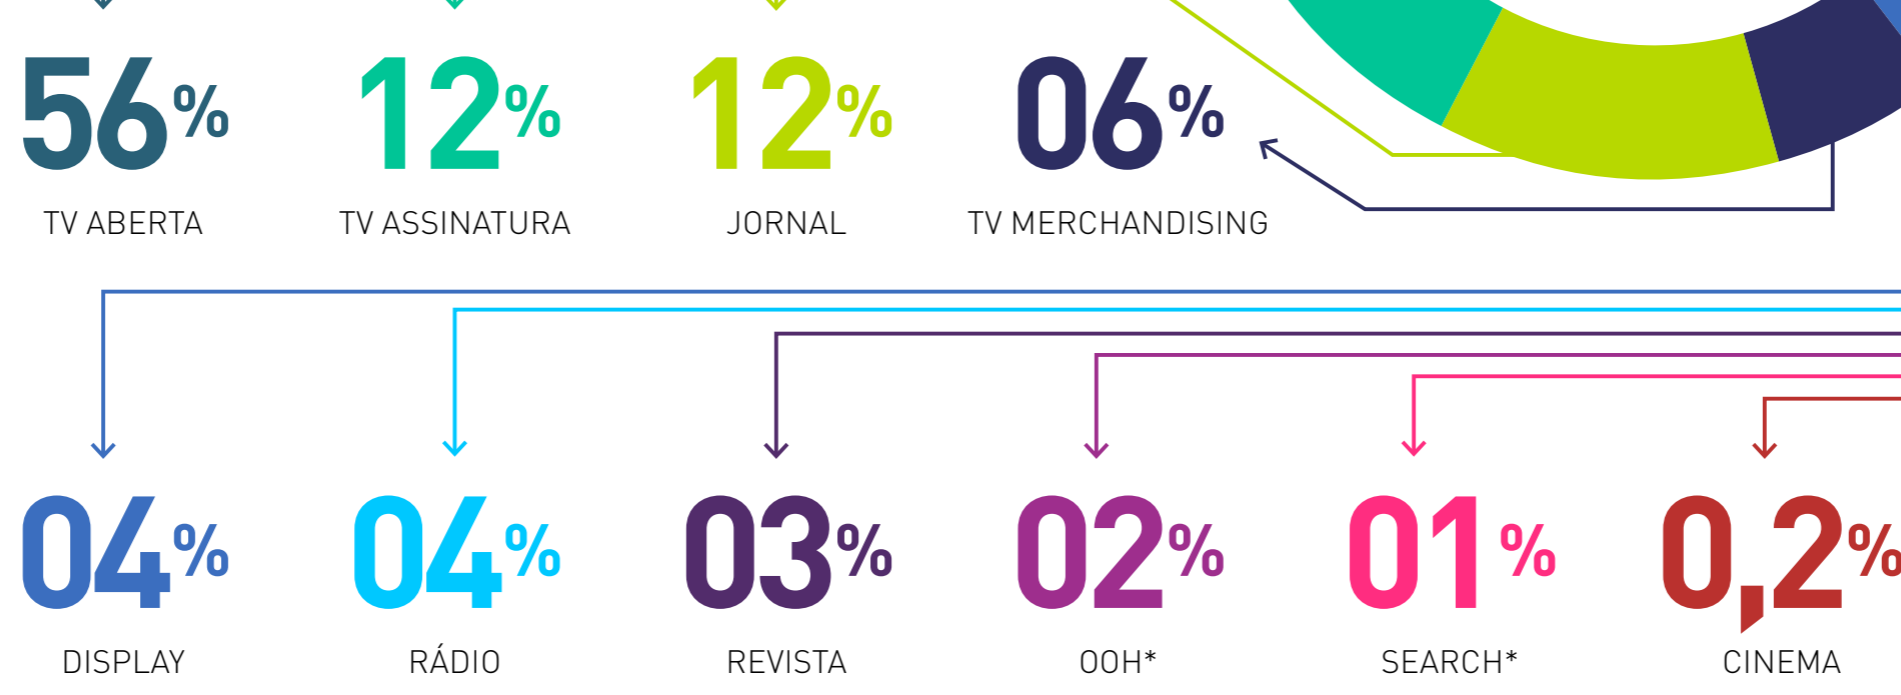 56% 12% 12% 06%
TV ABERTA TV ASSINATURA JORNAL TV MERCHANDISING
04% 04% 03% 02% 01% 0,2%
DISPLAY RÁDIO REVISTA OOH* SEARCH* CINEMA